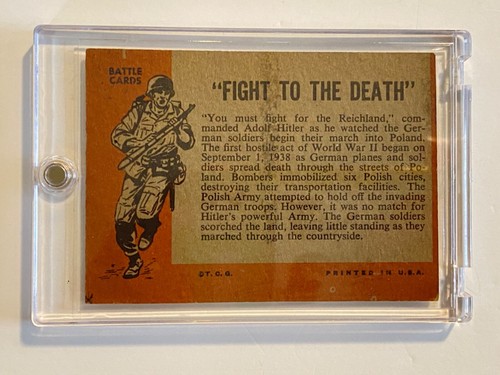 BATTLE
CARDS
"FIGHT TO THE DEATH"
"You must fight for the Reichland," com-
manded Adolf Hitler as he watched the Ger-
man soldiers begin their march into Poland.
The first hostile act of World War II began on
September 1, 1938 as German planes and sol-
diers spread death through the streets of Po-
land. Bombers immobilized six Polish cities,
destroying their transportation facilities. The
Polish Army attempted to hold off the invading
German troops. However, it was no match for
Hitler's powerful Army. The German soldiers
scorched the land, leaving little standing as they
marched through the countryside.
©T. C. G. PRINTED IN U.S.A.